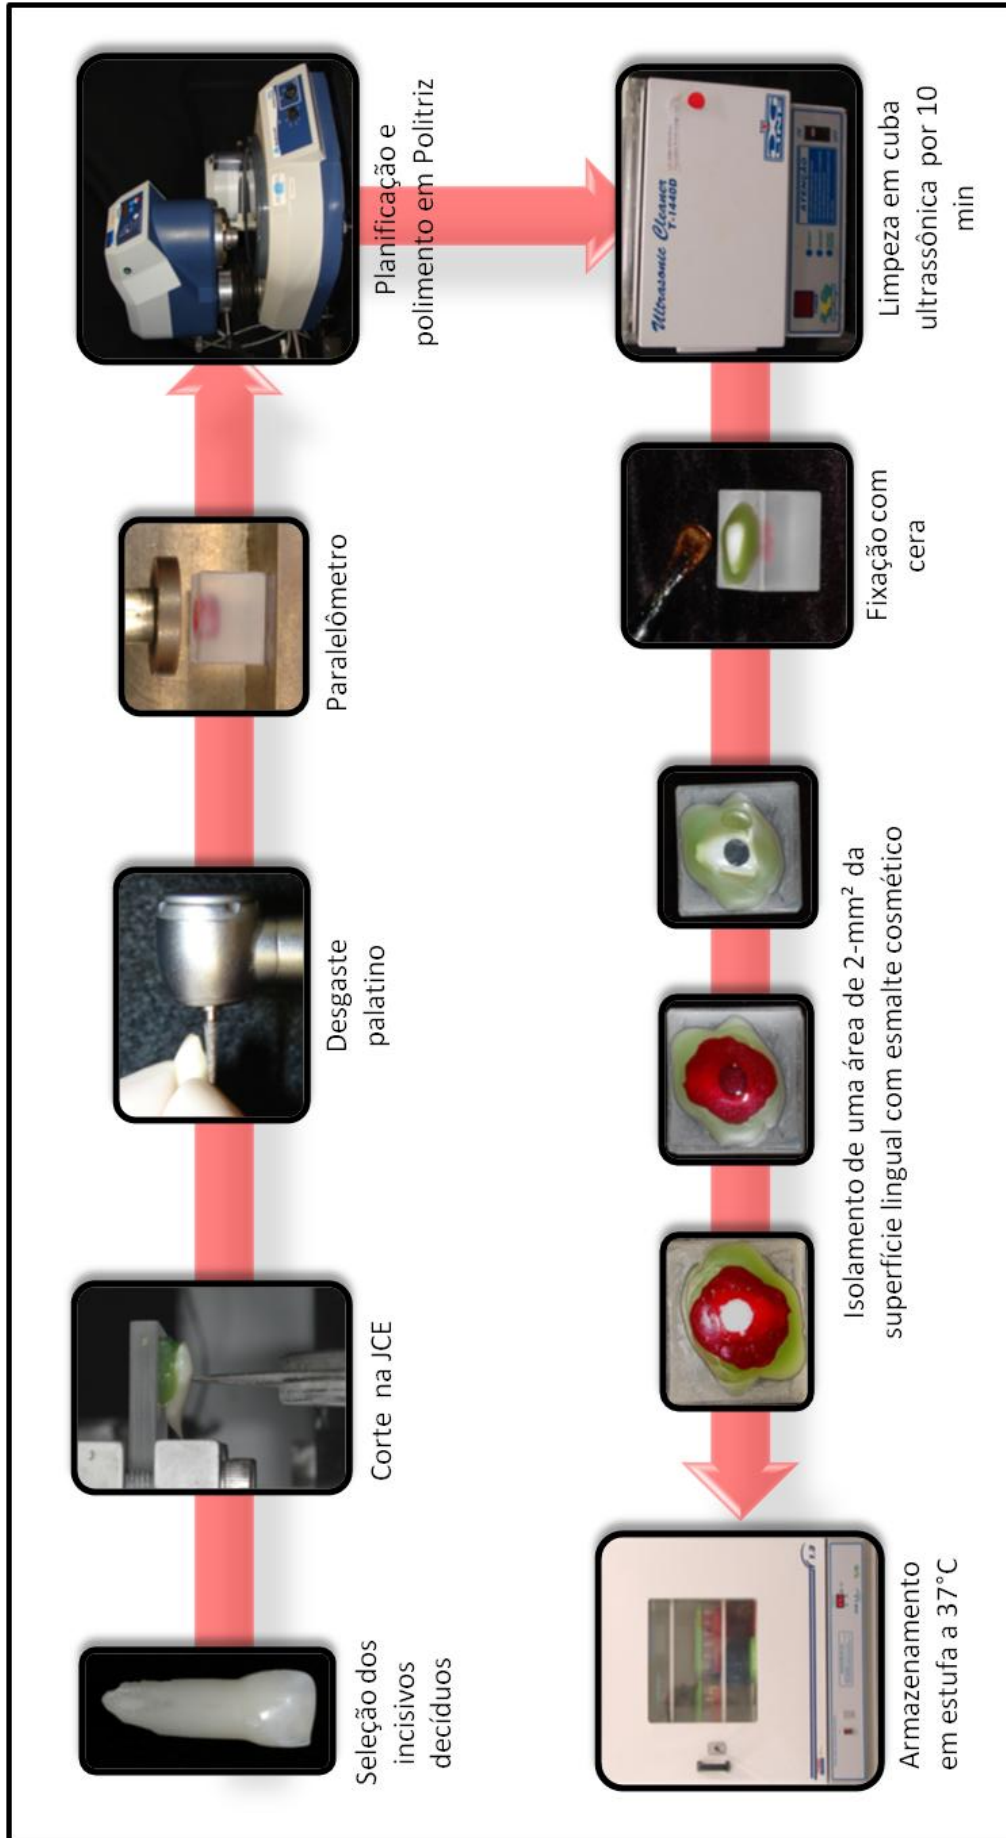 Seleção dos
incisivos
decíduos
Corte na JCE
Desgaste
palatino
Paralelômetro
Planificação e
polimento em Politriz
Ultrasonic Cleaner
T-1440D
ATENÇÃO
Limpeza em cuba
ultrassônica por 10
min
Fixação com
cera
Isolamento de uma área de 2-mm² da
superfície lingual com esmalte cosmético
Armazenamento
em estufa a 37°C